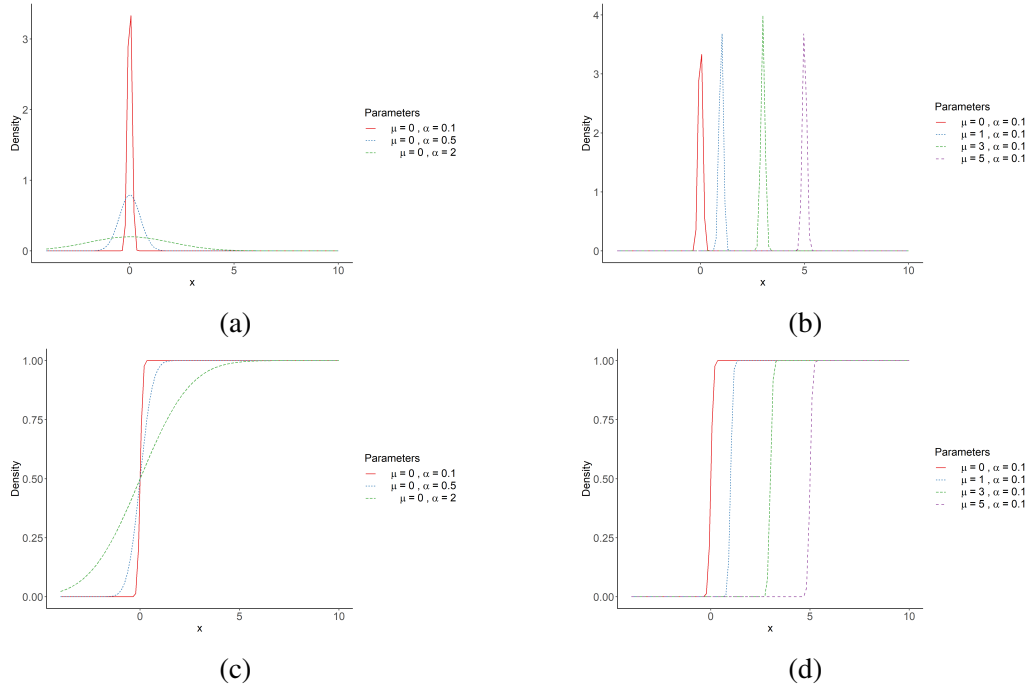 Density
3
2
1
0
0
5
10
x
Parameters
μ = 0 , α = 0.1
μ = 0 , α = 0.5
μ = 0 , α = 2
(a)
Density
4
3
2
1
0
0
5
10
x
Parameters
μ = 0 , α = 0.1
μ = 1 , α = 0.1
μ = 3 , α = 0.1
μ = 5 , α = 0.1
(b)
Density
1.00
0.75
0.50
0.25
0.00
0
5
10
x
Parameters
μ = 0 , α = 0.1
μ = 0 , α = 0.5
μ = 0 , α = 2
(c)
Density
1.00
0.75
0.50
0.25
0.00
0
5
10
x
Parameters
μ = 0 , α = 0.1
μ = 1 , α = 0.1
μ = 3 , α = 0.1
μ = 5 , α = 0.1
(d)